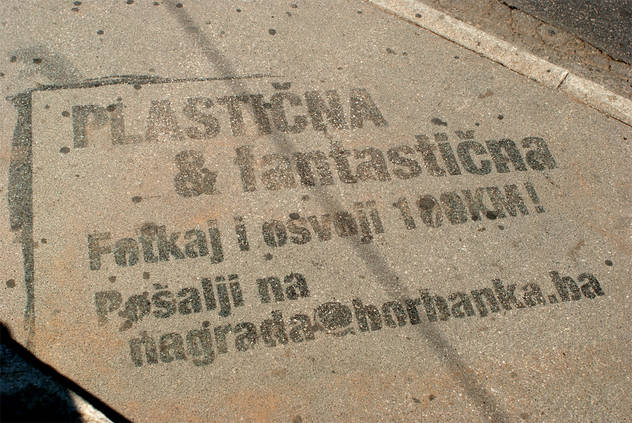 PLASTIČNA
& fantastična
Fotkaj i osvoji 100KM!
Pošalji na
nagrada@borbanka.ba